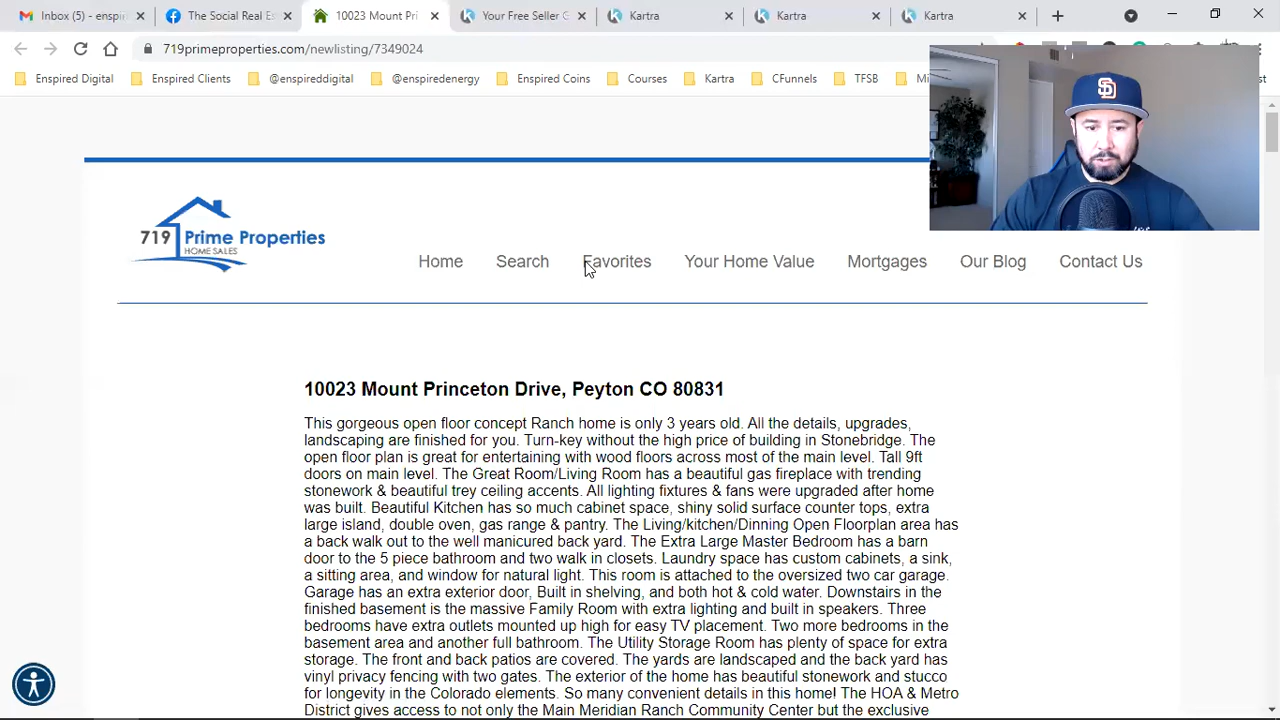 Inbox (5) - enspir
The Social Real Es
10023 Mount Pri
Your Free Seller G
Kartra
Kartra
Kartra
719primeproperties.com/newlisting/7349024
Enspired Digital
Enspired Clients
@enspireddigital
@enspiredenergy
Enspired Coins
Courses
Kartra
CFunnels
TFSB
SD
719 Prime Properties
HOME SALES
Home
Search
Favorites
Your Home Value
Mortgages
Our Blog
Contact Us
10023 Mount Princeton Drive, Peyton CO 80831
This gorgeous open floor concept Ranch home is only 3 years old. All the details, upgrades,
landscaping are finished for you. Turn-key without the high price of building in Stonebridge. The
open floor plan is great for entertaining with wood floors across most of the main level. Tall 9ft
doors on main level. The Great Room/Living Room has a beautiful gas fireplace with trending
stonework & beautiful trey ceiling accents. All lighting fixtures & fans were upgraded after home
was built. Beautiful Kitchen has so much cabinet space, shiny solid surface counter tops, extra
large island, double oven, gas range & pantry. The Living/kitchen/Dinning Open Floorplan area has
a back walk out to the well manicured back yard. The Extra Large Master Bedroom has a barn
door to the 5 piece bathroom and two walk in closets. Laundry space has custom cabinets, a sink,
a sitting area, and window for natural light. This room is attached to the oversized two car garage.
Garage has an extra exterior door, Built in shelving, and both hot & cold water. Downstairs in the
finished basement is the massive Family Room with extra lighting and built in speakers. Three
bedrooms have extra outlets mounted up high for easy TV placement. Two more bedrooms in the
basement area and another full bathroom. The Utility Storage Room has plenty of space for extra
storage. The front and back patios are covered. The yards are landscaped and the back yard has
vinyl privacy fencing with two gates. The exterior of the home has beautiful stonework and stucco
for longevity in the Colorado elements. So many convenient details in this home! The HOA & Metro
District gives access to not only the Main Meridian Ranch Community Center but the exclusive